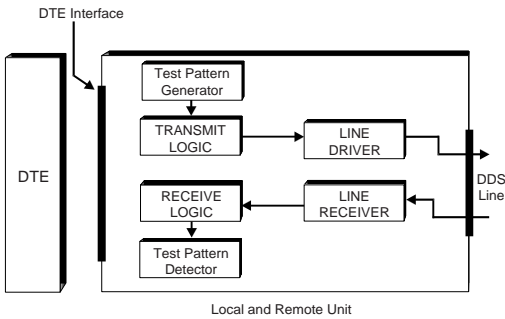 DTE Interface
DTE
Test Pattern
Generator
TRANSMIT
LOGIC
LINE
DRIVER
RECEIVE
LOGIC
LINE
RECEIVER
DDS
Line
Test Pattern
Detector
Local and Remote Unit